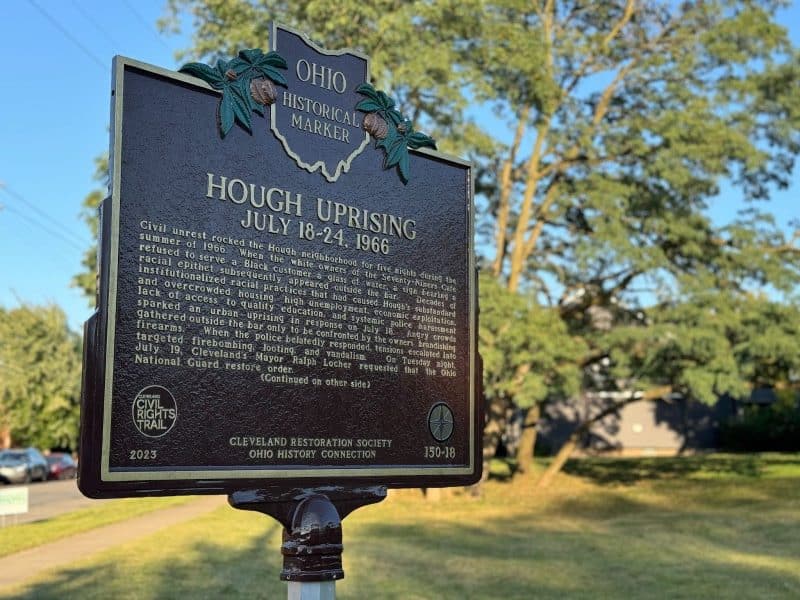 OHIO
HISTORICAL
MARKER
HOUGH UPRISING
JULY 18-24, 1966
Civil unrest rocked the Hough neighborhood for five nights during the
summer of 1966. When the white owners of the Seventy-Niners Cafe
refused to serve a Black customer a glass of water, a sign bearing a
racial epithet subsequently appeared outside the bar. Decades of
institutionalized racial practices that had caused Hough's substandard
and overcrowded housing, high unemployment, economic exploitation,
lack of access to quality education, and systemic police harassment
sparked an urban uprising in response on July 18. Angry crowds
gathered outside the bar only to be confronted by the owners brandishing
firearms. When the police belatedly responded, tensions escalated into
targeted firebombing, looting, and vandalism. On Tuesday night,
July 19, Cleveland's Mayor Ralph Locher requested that the Ohio
National Guard restore order.
(Continued on other side)
CLEVELAND
CIVIL
RIGHTS
TRAIL
2023
CLEVELAND RESTORATION SOCIETY
OHIO HISTORY CONNECTION
150-18